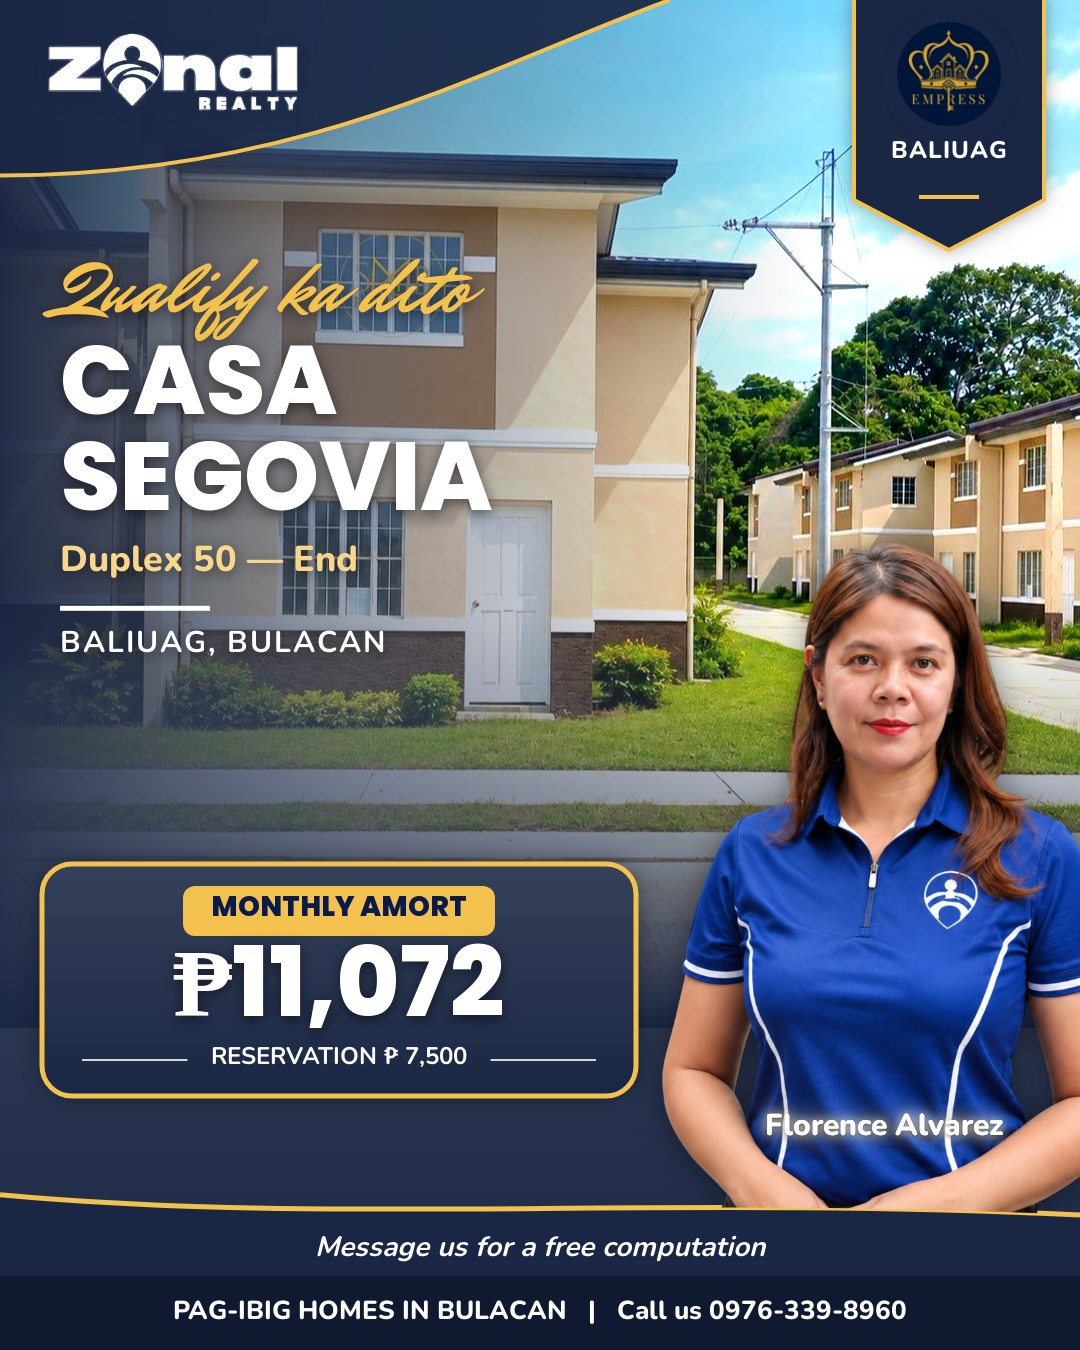 Zonal
REALTY
EMPRESS
BALIUAG
Qualify ka dito
CASA
SEGOVIA
Duplex 50 — End
BALIUAG, BULACAN
MONTHLY AMORT
₱11,072
RESERVATION ₱ 7,500
Florence Alvarez
Message us for a free computation
PAG-IBIG HOMES IN BULACAN | Call us 0976-339-8960